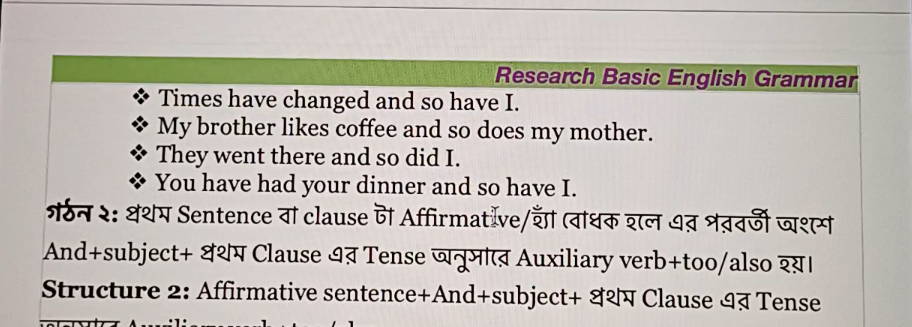 Research Basic English Grammar
❖ Times have changed and so have I.
❖ My brother likes coffee and so does my mother.
❖ They went there and so did I.
❖ You have had your dinner and so have I.
গঠন ২: প্রথম Sentence বা clause টা Affirmative/হ্যাঁ বোধক হলে এর পরবর্তী অংশে
And+subject+ প্রথম Clause এর Tense অনুসারে Auxiliary verb+too/also হয়।
Structure 2: Affirmative sentence+And+subject+ প্রথম Clause এর Tense